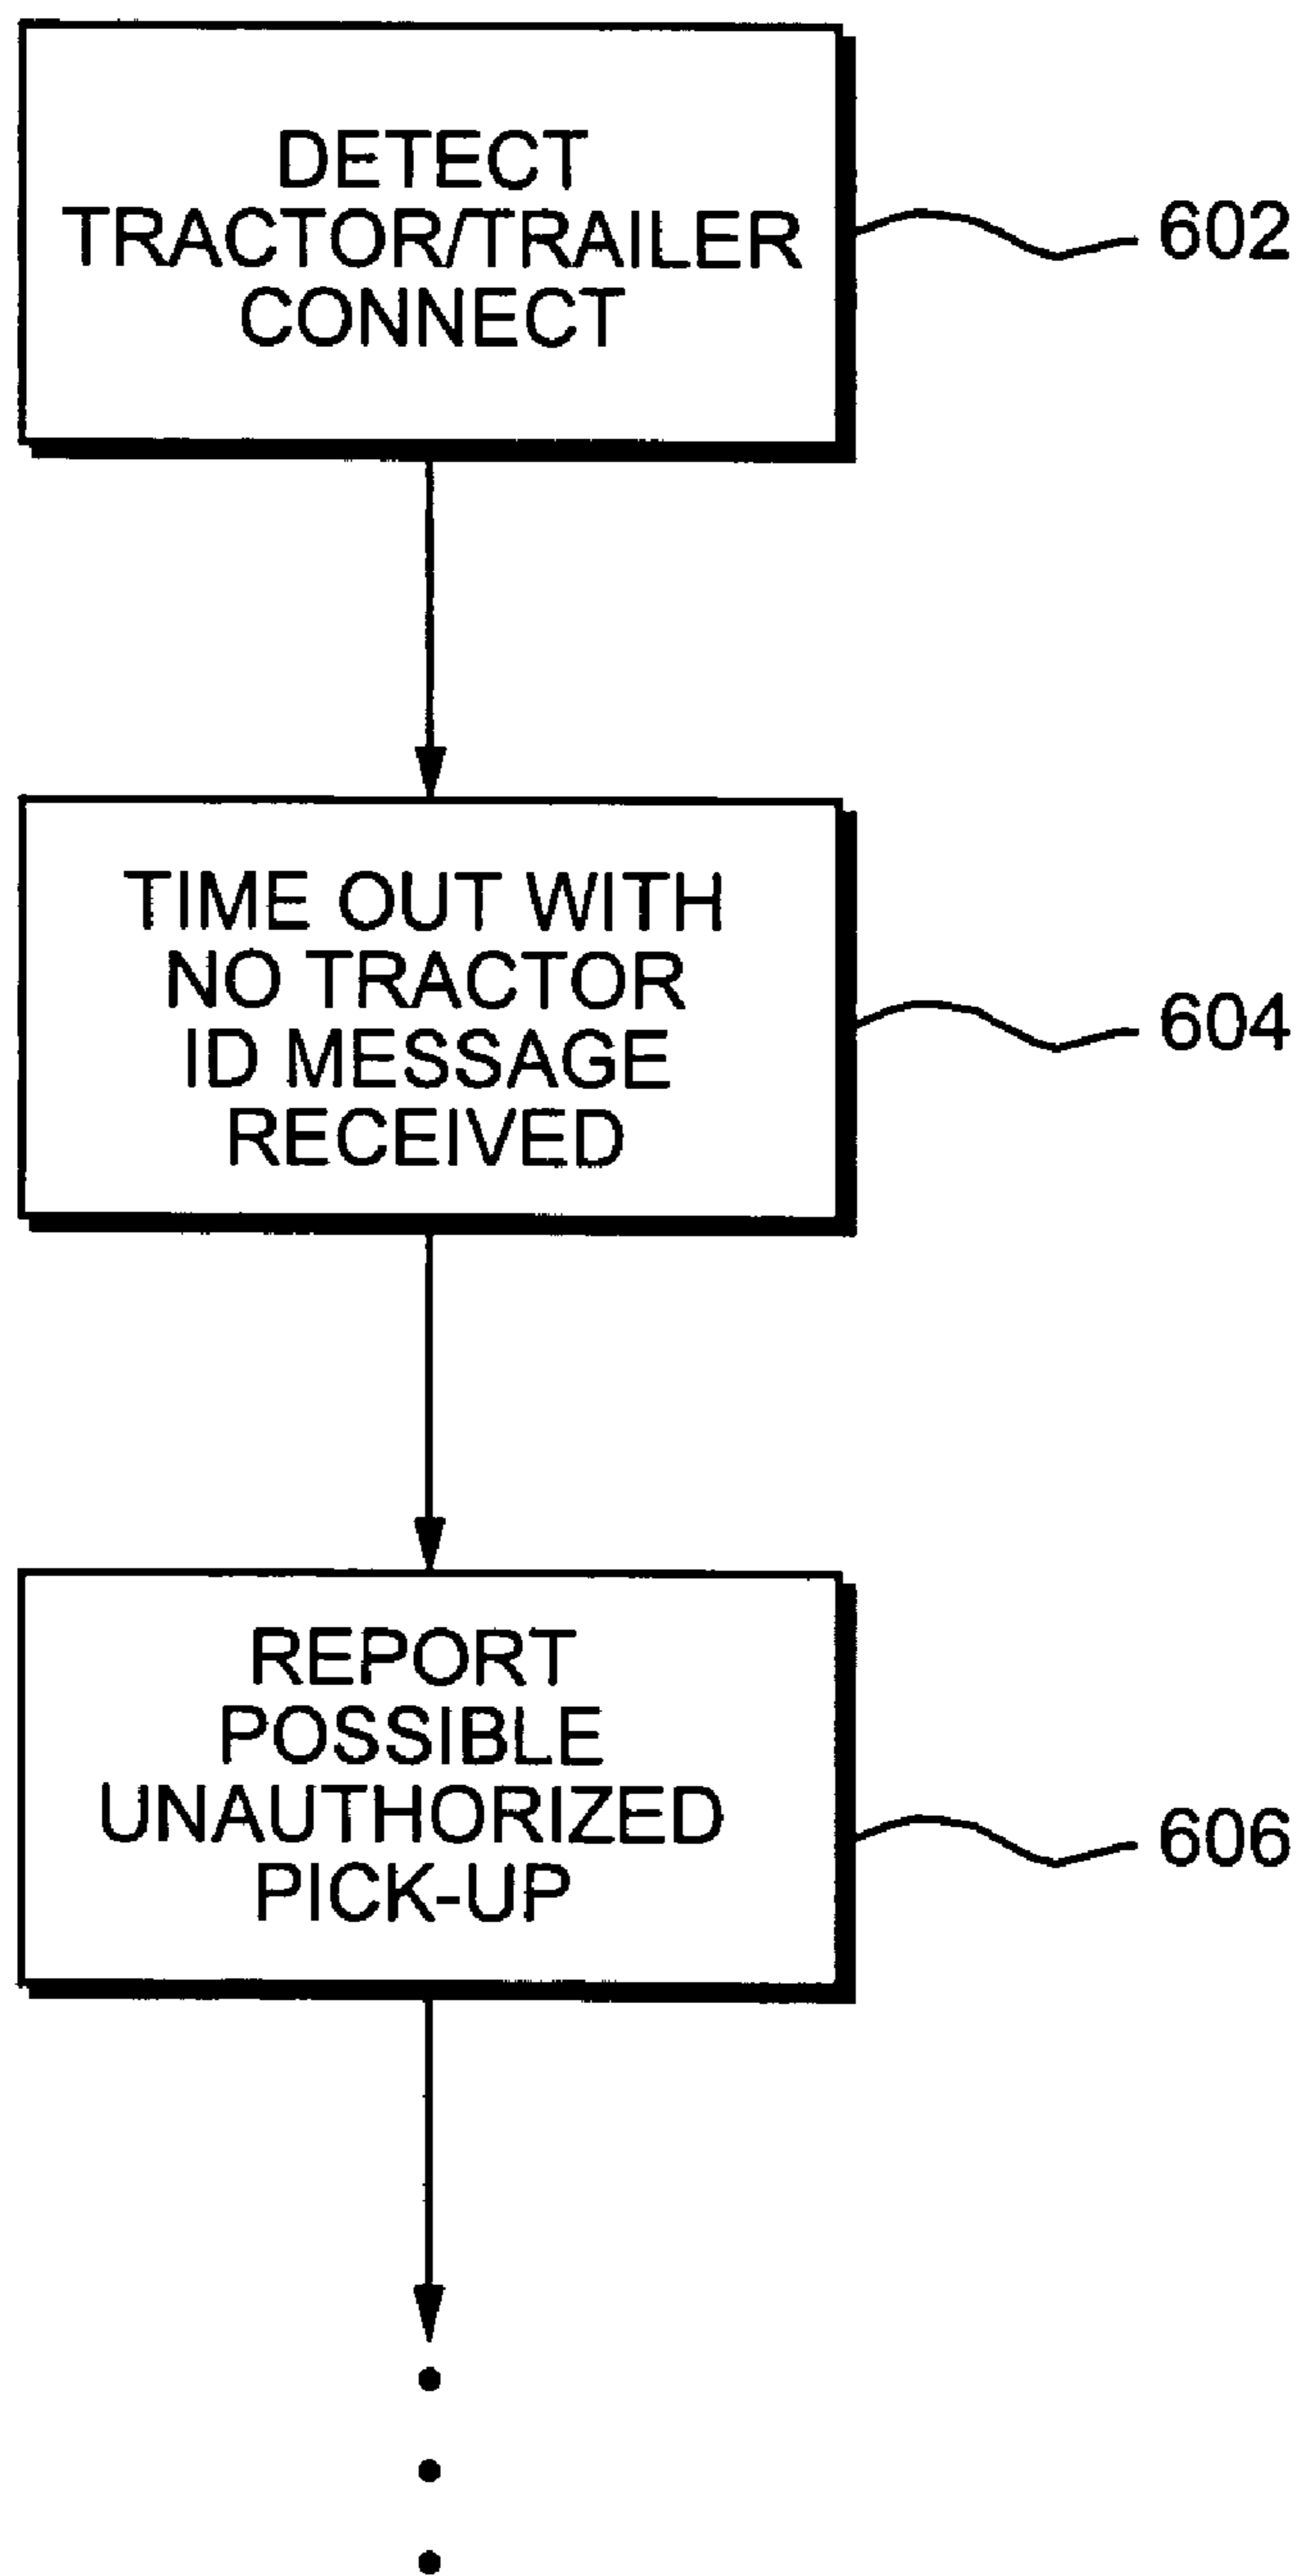 DETECT
TRACTOR/TRAILER
CONNECT
602
TIME OUT WITH
NO TRACTOR
ID MESSAGE
RECEIVED
604
REPORT
POSSIBLE
UNAUTHORIZED
PICK-UP
606